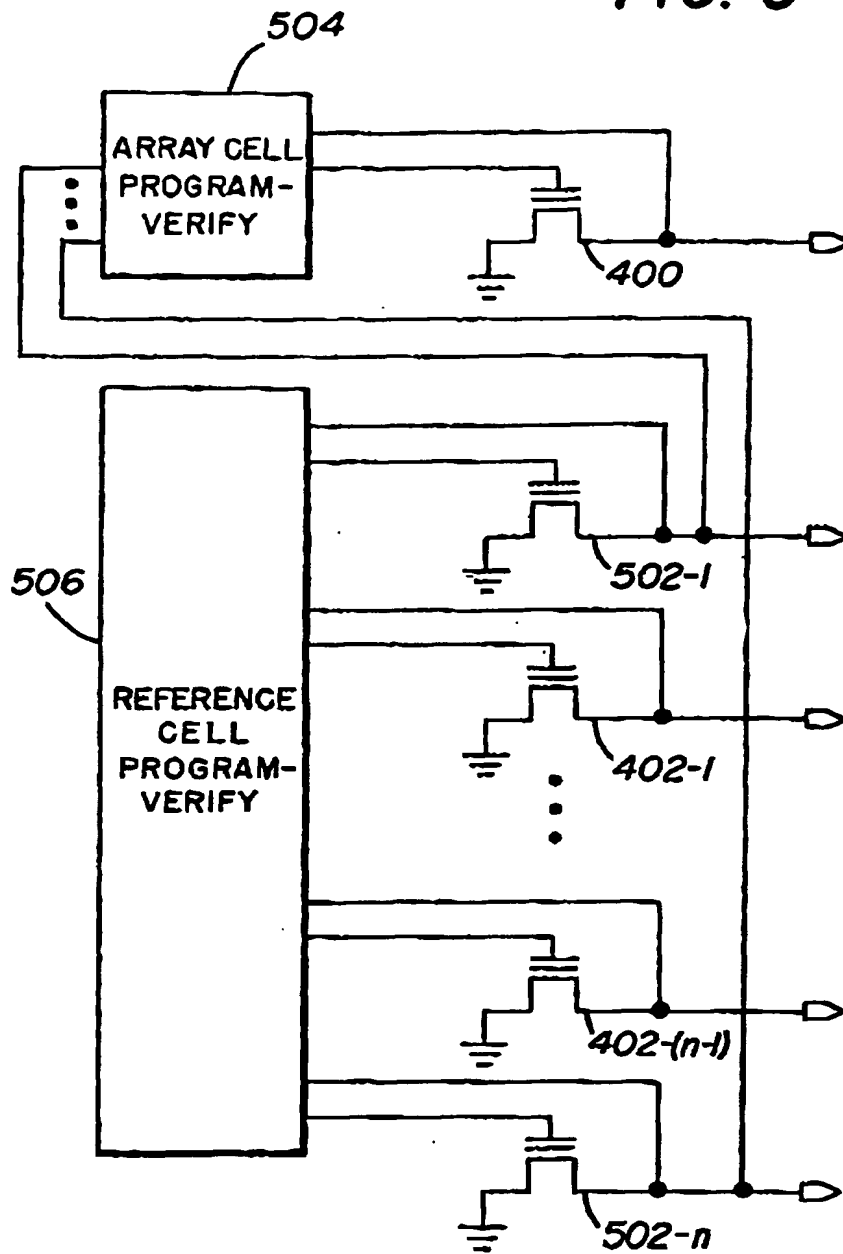 504
ARRAY CELL
PROGRAM-
VERIFY
400
502-1
506
402-1
REFERENCE
CELL
PROGRAM-
VERIFY
402-(n-1)
502-n